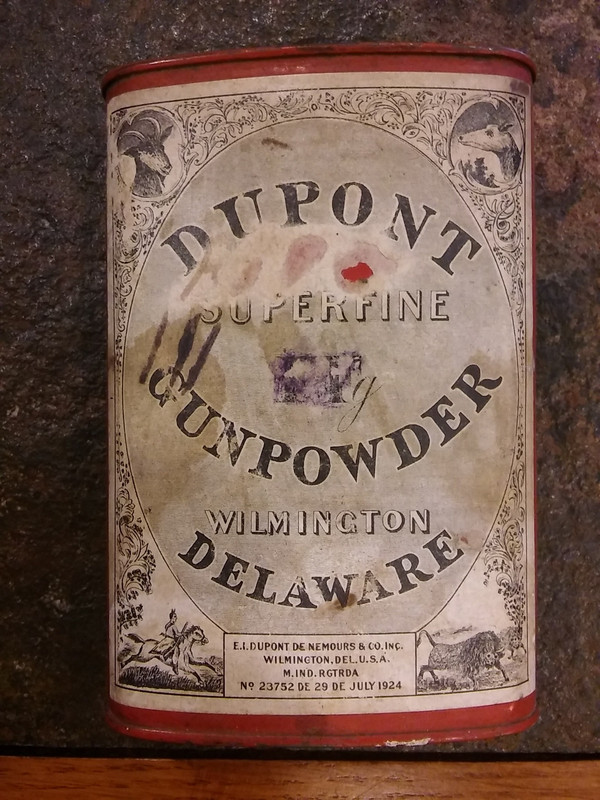 DUPONT
SUPERFINE
g
GUNPOWDER
WILMINGTON
DELAWARE
E.I. DUPONT DE NEMOURS & CO. INC.
WILMINGTON, DEL. U.S.A.
M. IND. RGTRDA
Nº 23752 DE 29 DE JULY 1924